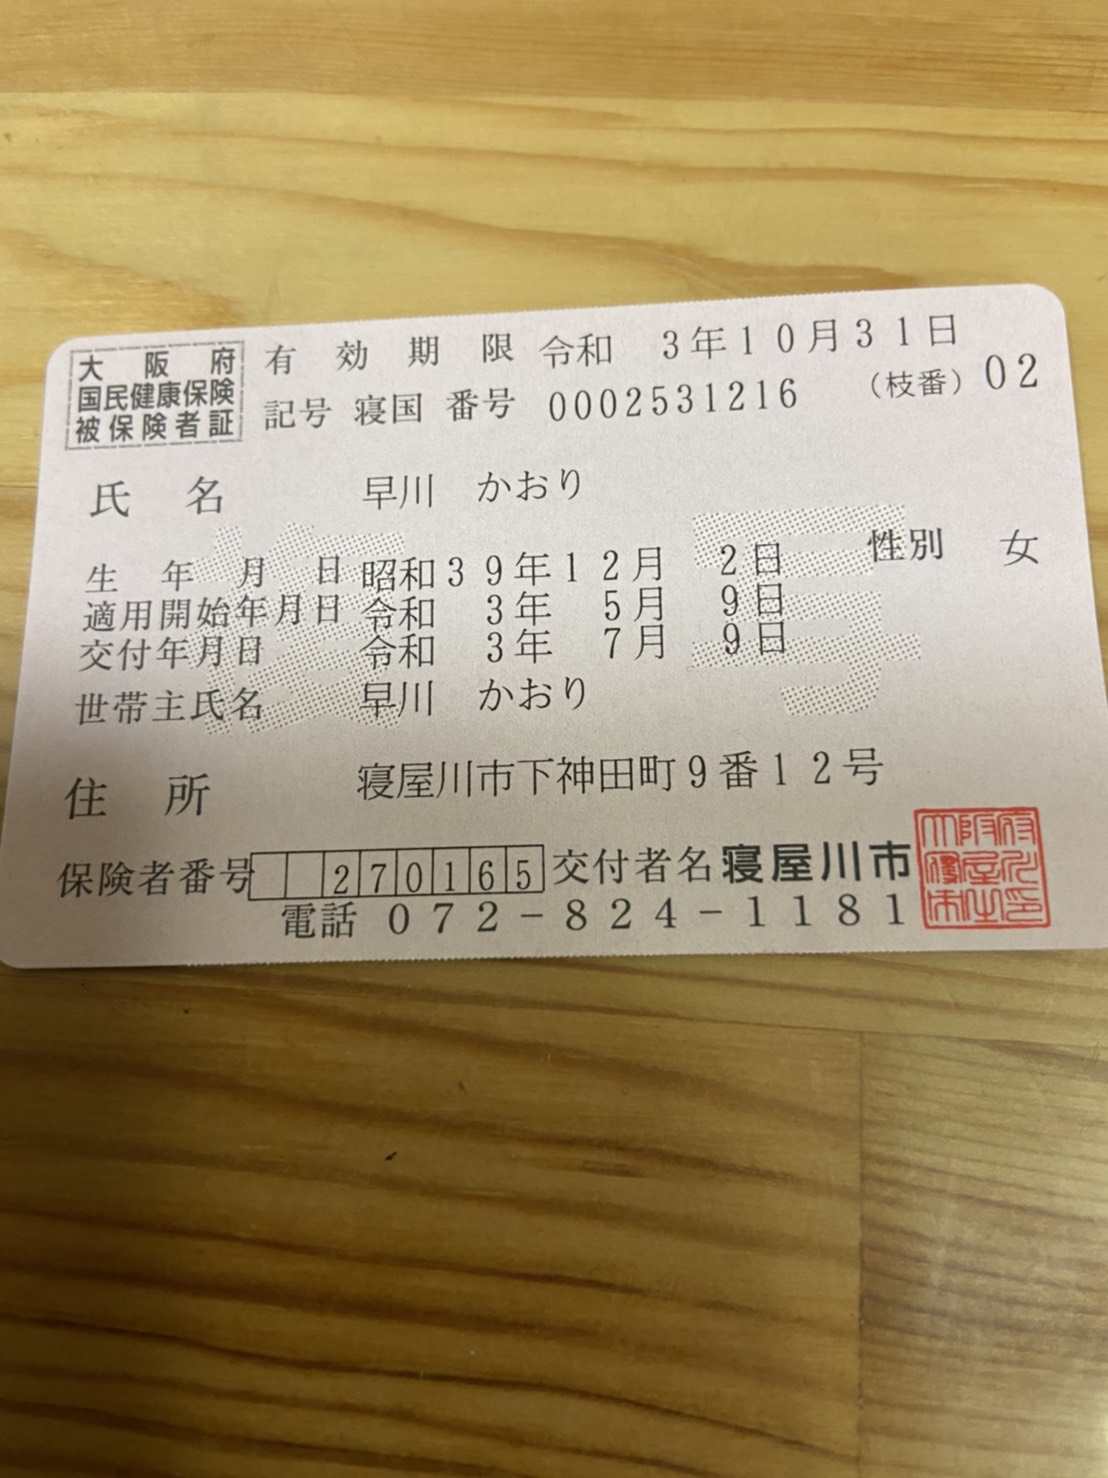 大阪府
国民健康保険
被保険者証
有効期限 令和 3年10月31日
記号 寝国 番号 0002531216 （枝番）02
氏名 早川 かおり
生年月日 昭和39年12月 2日 性別 女
適用開始年月日 令和 3年 5月 9日
交付年月日 令和 3年 7月 9日
世帯主氏名 早川 かおり
住所 寝屋川市下神田町9番12号
保険者番号 270165 交付者名 寝屋川市
電話 072-824-1181
複写